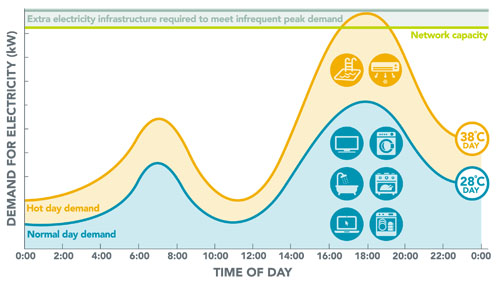 Extra electricity infrastructure required to meet infrequent peak demand
Network capacity
DEMAND FOR ELECTRICITY (kW)
38°C
DAY
28°C
DAY
Hot day demand
Normal day demand
0:00 2:00 4:00 6:00 8:00 10:00 12:00 14:00 16:00 18:00 20:00 22:00 0:00
TIME OF DAY